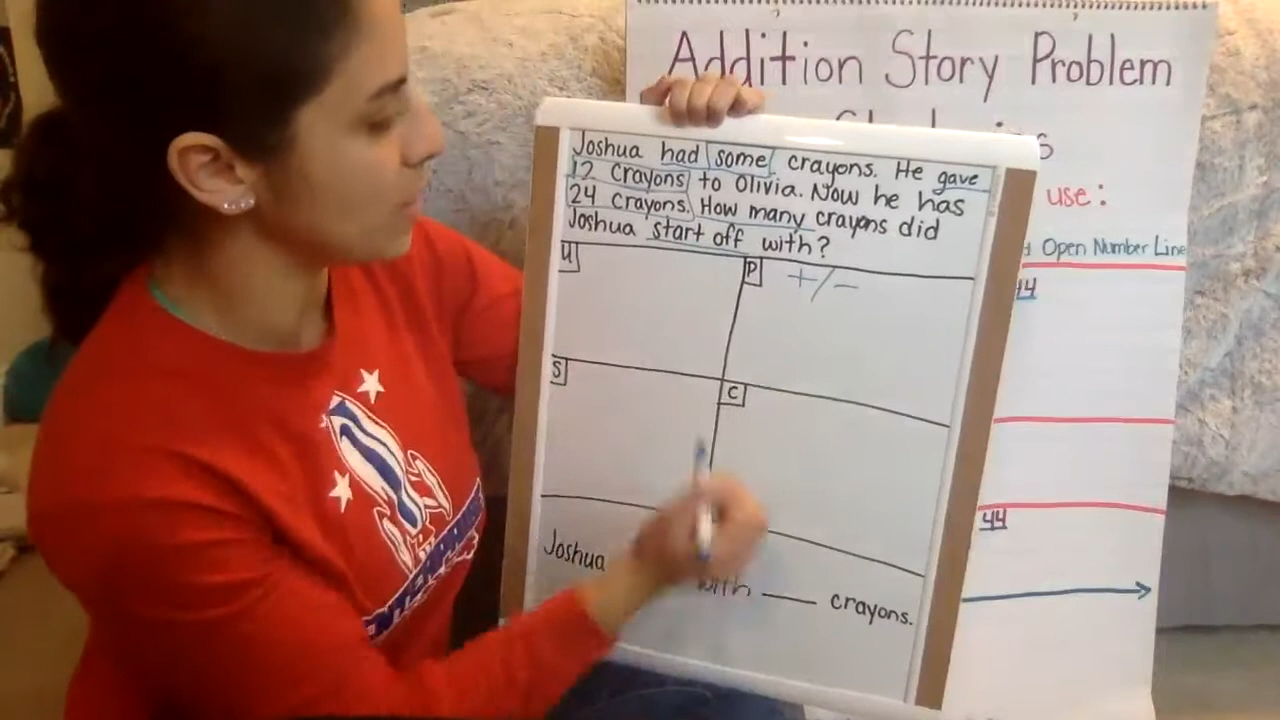 Addition Story Problem
use:
Open Number Line
44
44
Joshua had some crayons. He gave
12 crayons to Olivia. Now he has
24 crayons. How many crayons did
Joshua start off with?
U
P +/-
S
C
Joshua with ___ crayons.
ENTERPRISE